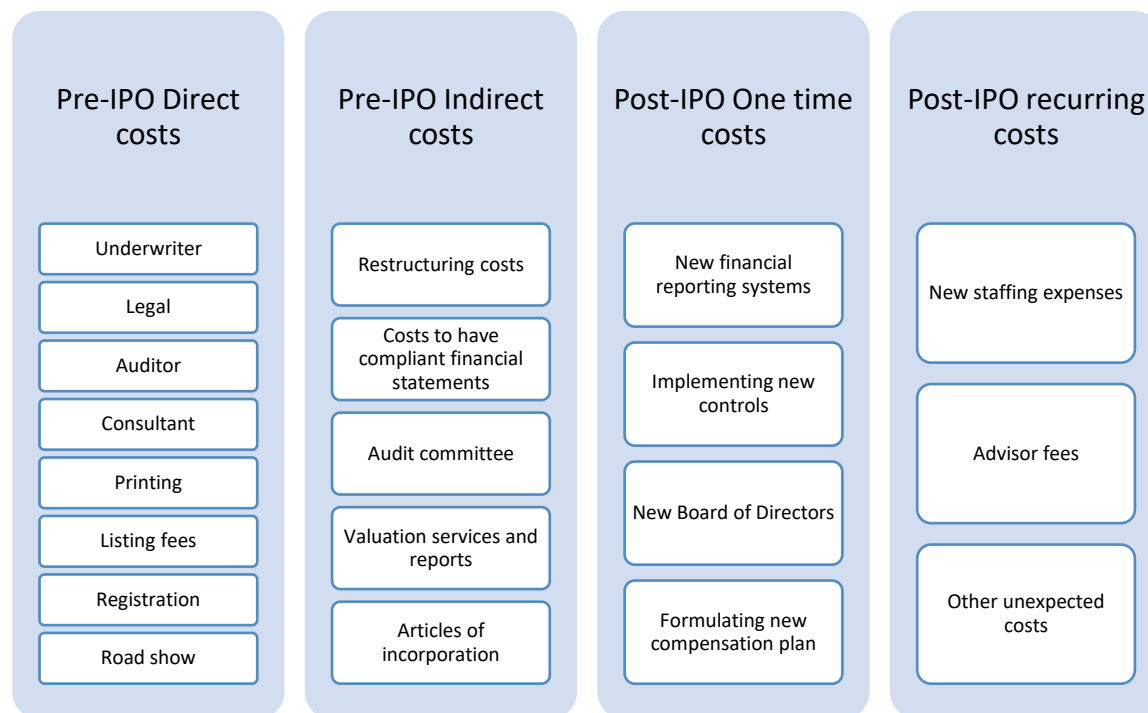 Pre-IPO Direct
costs
Underwriter
Legal
Auditor
Consultant
Printing
Listing fees
Registration
Road show
Pre-IPO Indirect
costs
Restructuring costs
Costs to have
compliant financial
statements
Audit committee
Valuation services and
reports
Articles of
incorporation
Post-IPO One time
costs
New financial
reporting systems
Implementing new
controls
New Board of Directors
Formulating new
compensation plan
Post-IPO recurring
costs
New staffing expenses
Advisor fees
Other unexpected
costs